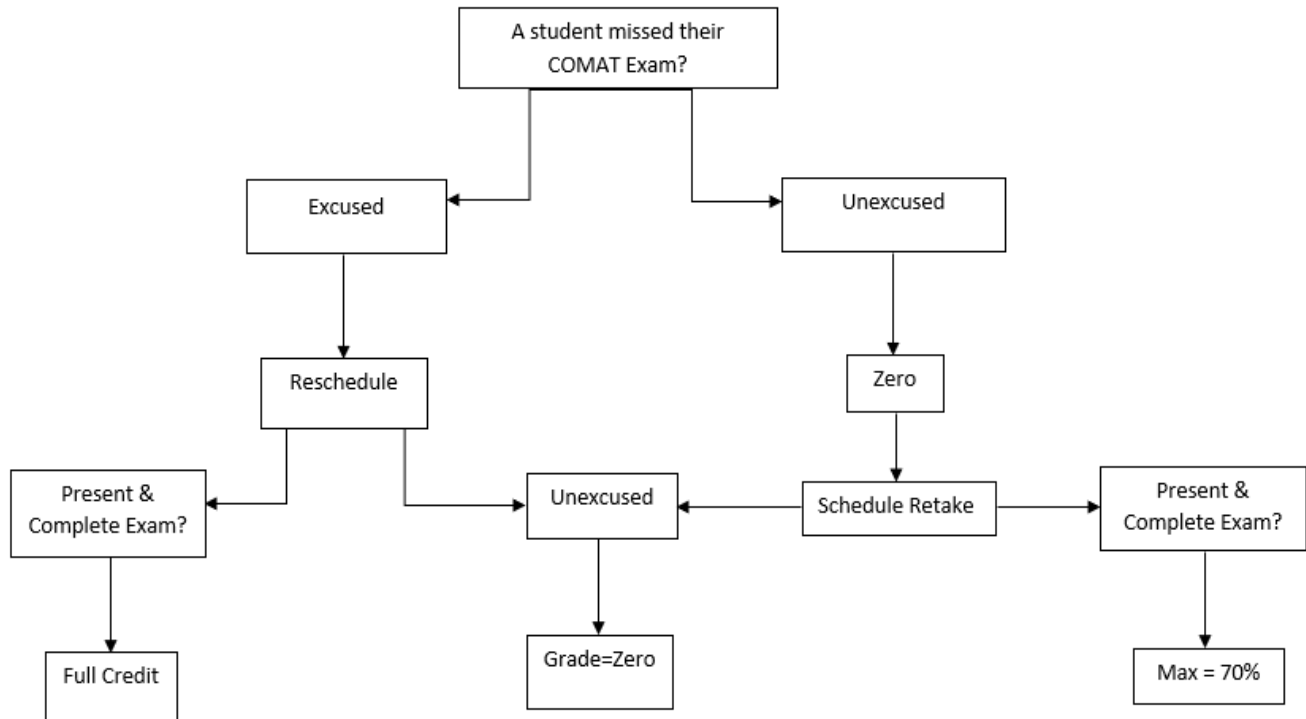 A student missed their
COMAT Exam?
Excused
Unexcused
Reschedule
Zero
Present &
Complete Exam?
Unexcused
Schedule Retake
Present &
Complete Exam?
Full Credit
Grade=Zero
Max = 70%